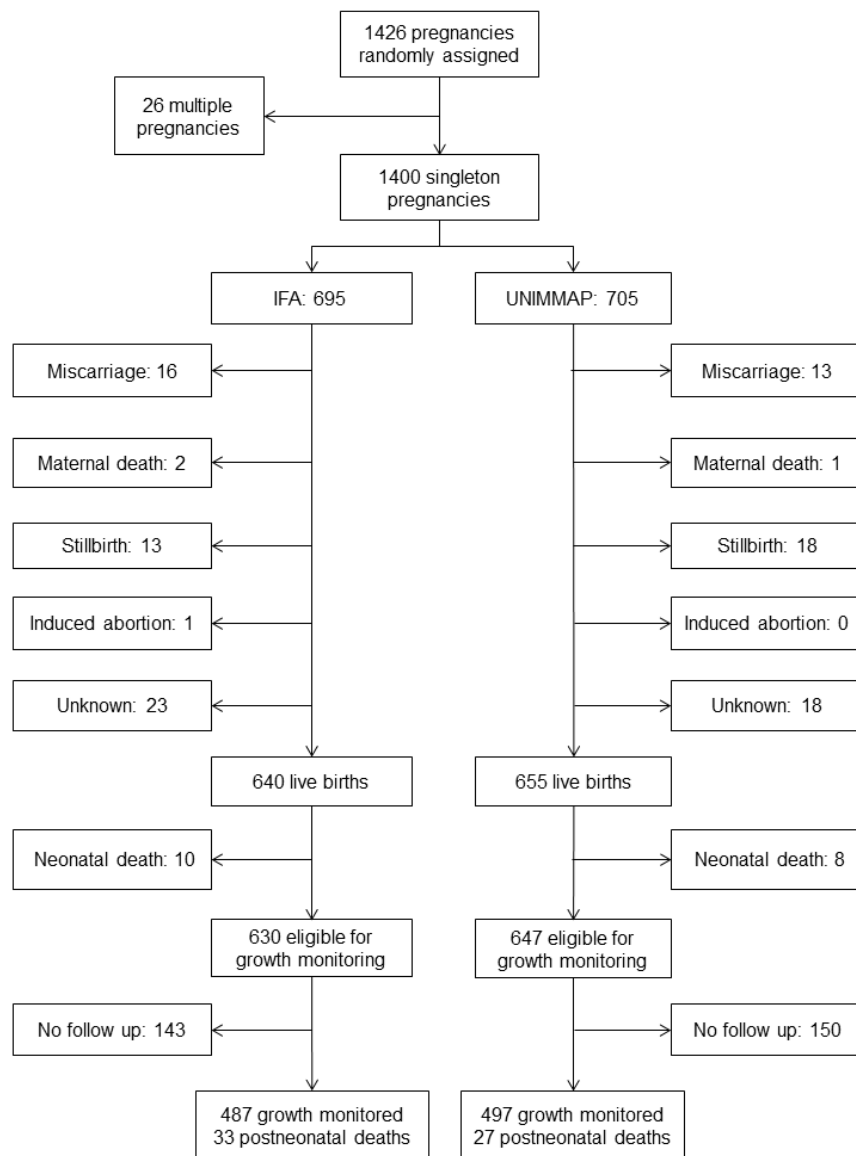 1426 pregnancies
randomly assigned
26 multiple
pregnancies
1400 singleton
pregnancies
IFA: 695
UNIMMAP: 705
Miscarriage: 16
Miscarriage: 13
Maternal death: 2
Maternal death: 1
Stillbirth: 13
Stillbirth: 18
Induced abortion: 1
Induced abortion: 0
Unknown: 23
Unknown: 18
640 live births
655 live births
Neonatal death: 10
Neonatal death: 8
630 eligible for
growth monitoring
647 eligible for
growth monitoring
No follow up: 143
No follow up: 150
487 growth monitored
33 postneonatal deaths
497 growth monitored
27 postneonatal deaths